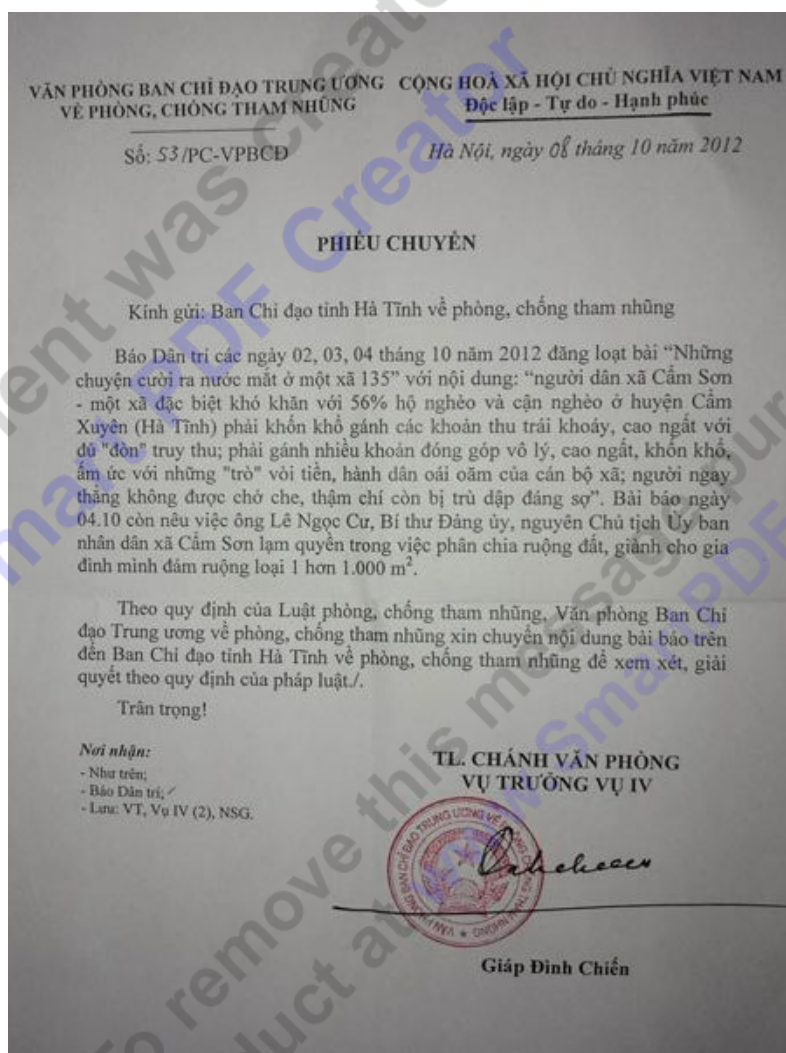 VĂN PHÒNG BAN CHỈ ĐẠO TRUNG ƯƠNG
VỀ PHÒNG, CHỐNG THAM NHŨNG
CỘNG HOÀ XÃ HỘI CHỦ NGHĨA VIỆT NAM
Độc lập - Tự do - Hạnh phúc
Số: 53/PC-VPBCĐ
Hà Nội, ngày 08 tháng 10 năm 2012
PHIẾU CHUYỂN
Kính gửi: Ban Chỉ đạo tỉnh Hà Tĩnh về phòng, chống tham nhũng
Báo Dân trí các ngày 02, 03, 04 tháng 10 năm 2012 đăng loạt bài “Những
chuyện cười ra nước mắt ở một xã 135” với nội dung: “người dân xã Cẩm Sơn
- một xã đặc biệt khó khăn với 56% hộ nghèo và cận nghèo ở huyện Cẩm
Xuyên (Hà Tĩnh) phải khốn khổ gánh các khoản thu trái khoáy, cao ngất với
đủ "đòn" truy thu; phải gánh nhiều khoản đóng góp vô lý, cao ngất, khốn khổ,
ấm ức với những "trò" vòi tiền, hành dân oái oăm của cán bộ xã; người ngay
thẳng không được chở che, thậm chí còn bị trù dập đáng sợ”. Bài báo ngày
04.10 còn nêu việc ông Lê Ngọc Cư, Bí thư Đảng ủy, nguyên Chủ tịch Ủy ban
nhân dân xã Cẩm Sơn lạm quyền trong việc phân chia ruộng đất, giành cho gia
đình mình đám ruộng loại 1 hơn 1.000 m².
Theo quy định của Luật phòng, chống tham nhũng, Văn phòng Ban Chỉ
đạo Trung ương về phòng, chống tham nhũng xin chuyển nội dung bài báo trên
đến Ban Chỉ đạo tỉnh Hà Tĩnh về phòng, chống tham nhũng để xem xét, giải
quyết theo quy định của pháp luật./.
Trân trọng!
Nơi nhận:
- Như trên;
- Báo Dân trí;
- Lưu: VT, Vụ IV (2), NSG.
TL. CHÁNH VĂN PHÒNG
VỤ TRƯỞNG VỤ IV
VĂN PHÒNG BAN CHỈ ĐẠO TRUNG ƯƠNG VỀ PHÒNG CHỐNG THAM NHŨNG
Giáp Đình Chiến